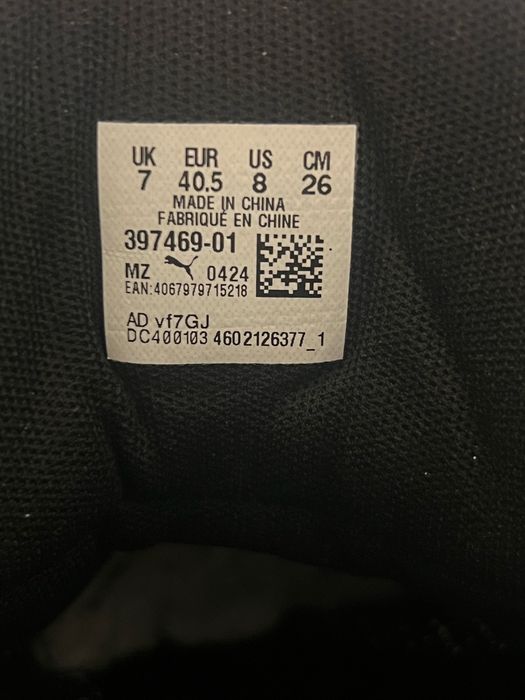 UK EUR US CM
7 40.5 8 26
MADE IN CHINA
FABRIQUÉ EN CHINE
397469-01
MZ 0424
EAN:4067979715218
AD vf7GJ
DC400103 4602126377_1